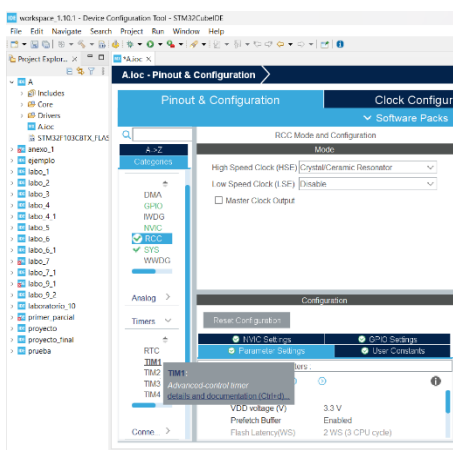 workspace_1.10.1 - Device Configuration Tool - STM32CubeIDE
File Edit Navigate Search Project Run Window Help
Project Explor...
*A.ioc
A
Includes
Core
Drivers
A.ioc
STM32F103C8TX_FLAS
anexo_1
ejemplo
labo_1
labo_2
labo_3
labo_4
labo_4_1
labo_5
labo_6
labo_6_1
labo_7
labo_7_1
labo_9_1
labo_9_2
laboratorio_10
primer_parcial
proyecto
proyecto_final
prueba
A.ioc - Pinout & Configuration
Pinout & Configuration
Clock Configur
Software Packs
A->Z
Categories
DMA
GPIO
IWDG
NVIC
RCC
SYS
WWDG
Analog
Timers
RTC
TIM1
TIM2
TIM3
TIM4
Conne...
RCC Mode and Configuration
Mode
High Speed Clock (HSE) Crystal/Ceramic Resonator
Low Speed Clock (LSE) Disable
Master Clock Output
Configuration
Reset Configuration
NVIC Settings
GPIO Settings
Parameter Settings
User Constants
ters :
TIM1:
Advanced-control timer
details and documentation (Ctrl+d)...
VDD voltage (V) 3.3 V
Prefetch Buffer Enabled
Flash Latency(WS) 2 WS (3 CPU cycle)